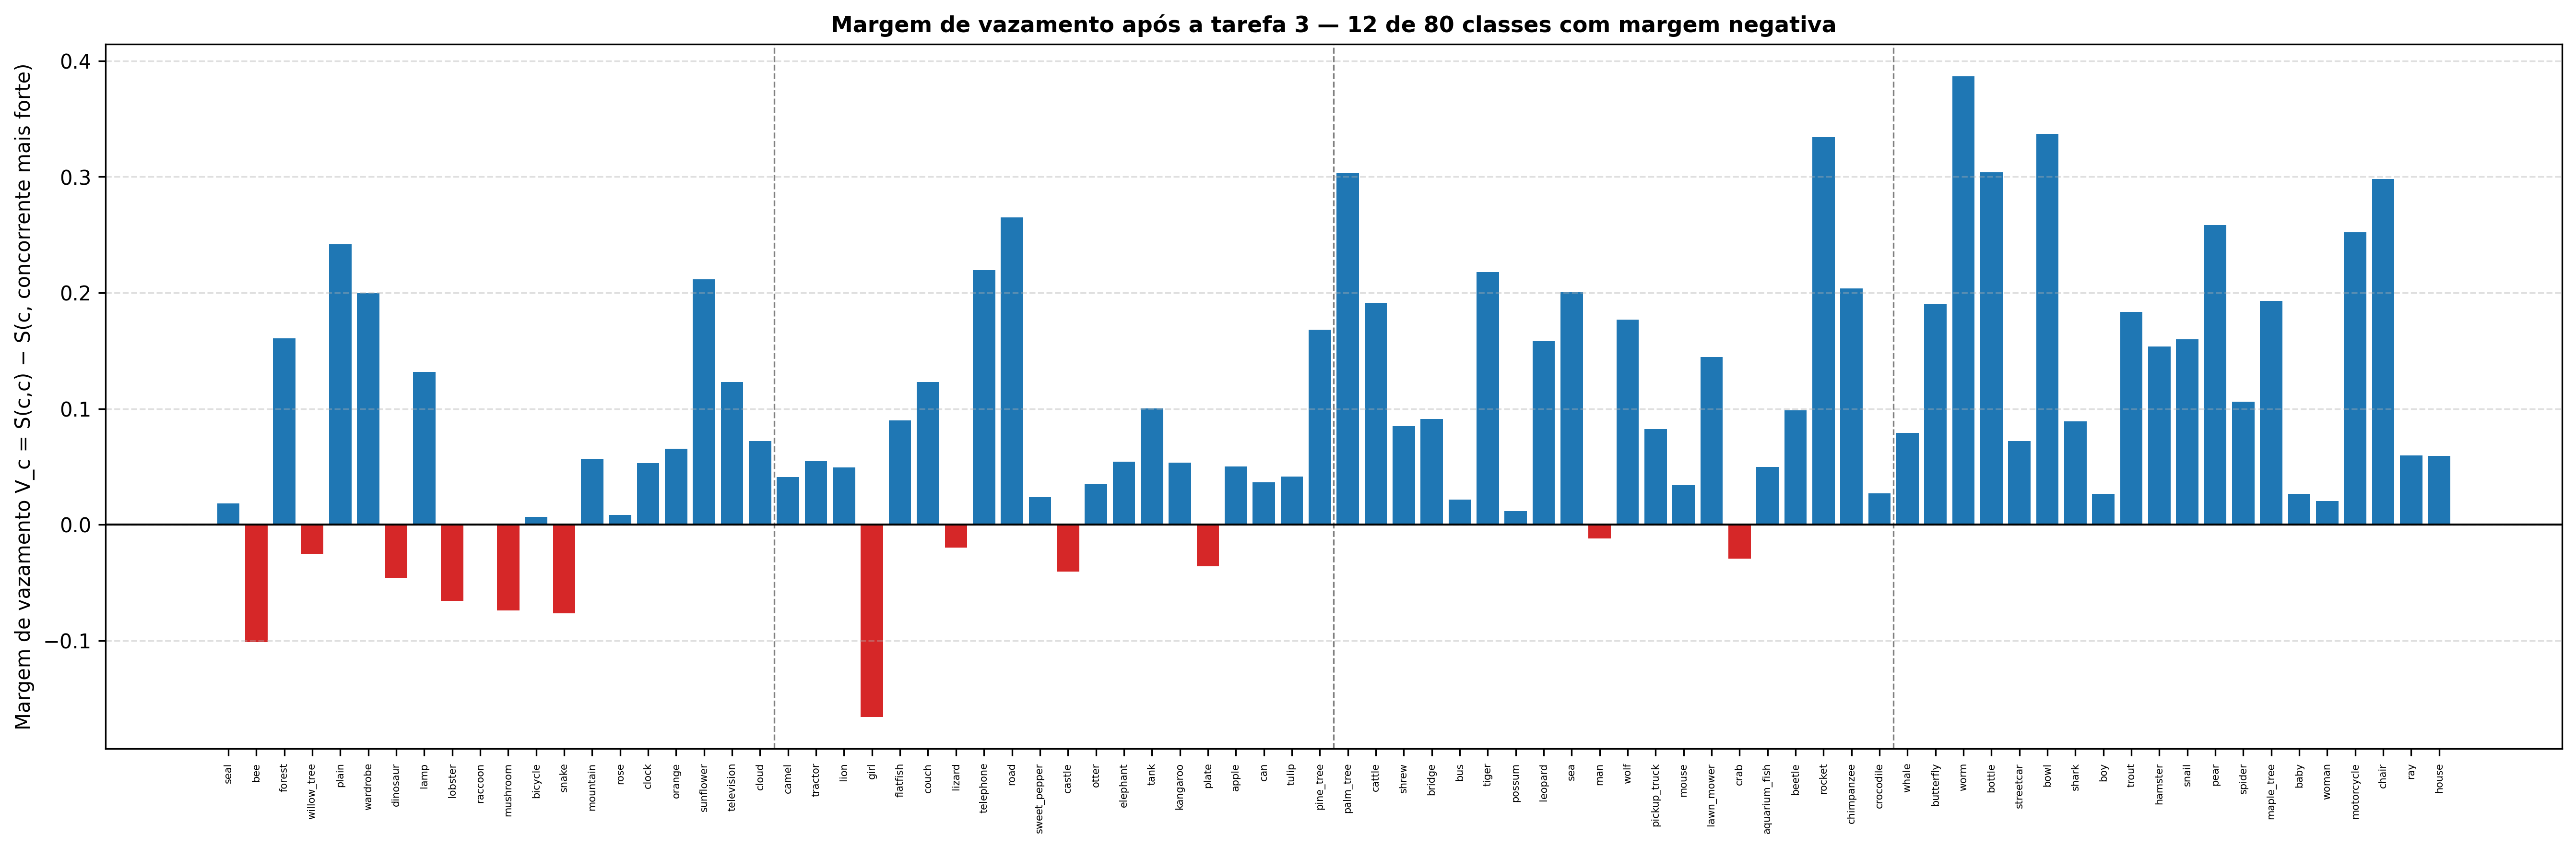 Margem de vazamento após a tarefa 3 — 12 de 80 classes com margem negativa
Margem de vazamento V_c = S(c,c) − S(c, concorrente mais forte)
0.4
0.3
0.2
0.1
0.0
−0.1
seal
bee
forest
willow_tree
plain
wardrobe
dinosaur
lamp
lobster
raccoon
mushroom
bicycle
snake
mountain
rose
clock
orange
sunflower
television
cloud
camel
tractor
lion
girl
flatfish
couch
lizard
telephone
road
sweet_pepper
castle
otter
elephant
tank
kangaroo
plate
apple
can
tulip
pine_tree
palm_tree
cattle
shrew
bridge
bus
tiger
possum
leopard
sea
man
wolf
pickup_truck
mouse
lawn_mower
crab
aquarium_fish
beetle
rocket
chimpanzee
crocodile
whale
butterfly
worm
bottle
streetcar
bowl
shark
boy
trout
hamster
snail
pear
spider
maple_tree
baby
woman
motorcycle
chair
ray
house